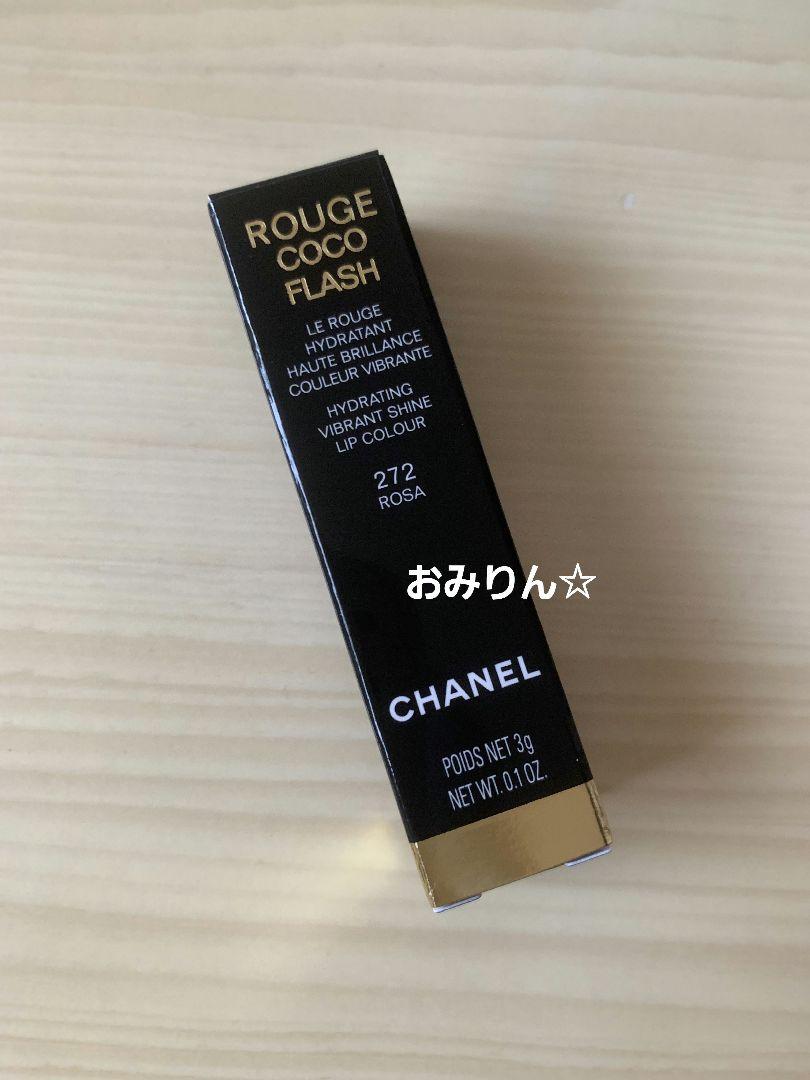 ROUGE
COCO
FLASH
LE ROUGE
HYDRATANT
HAUTE BRILLANCE
COULEUR VIBRANTE
HYDRATING
VIBRANT SHINE
LIP COLOUR
272
ROSA
おみりん☆
CHANEL
POIDS NET 3g
NET WT. 0.1 OZ.